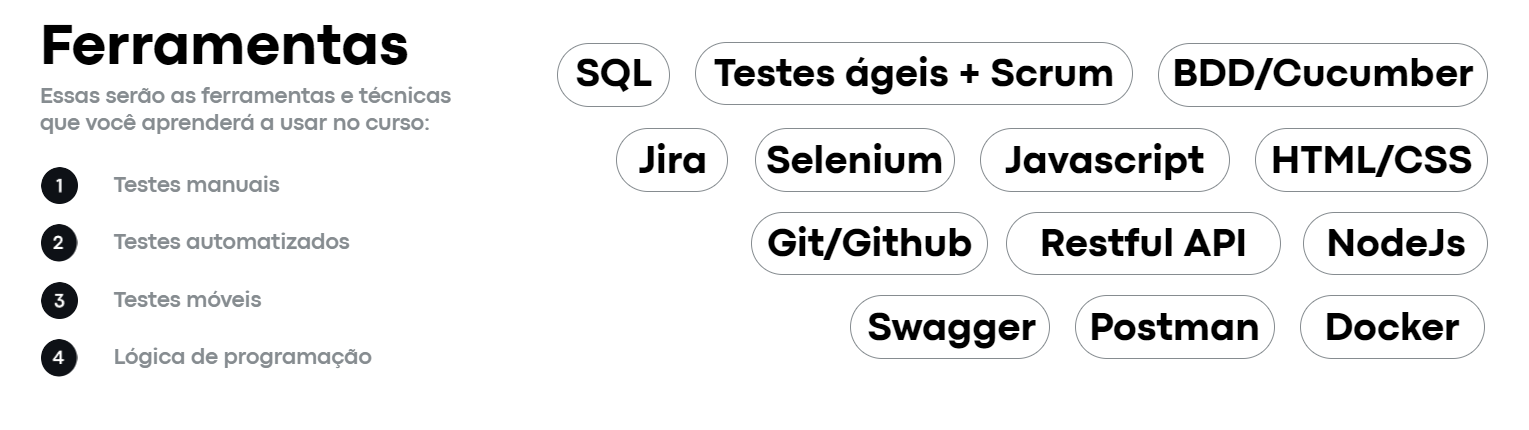 Ferramentas
Essas serão as ferramentas e técnicas
que você aprenderá a usar no curso:
1 Testes manuais
2 Testes automatizados
3 Testes móveis
4 Lógica de programação
SQL Testes ágeis + Scrum BDD/Cucumber
Jira Selenium Javascript HTML/CSS
Git/Github Restful API NodeJs
Swagger Postman Docker